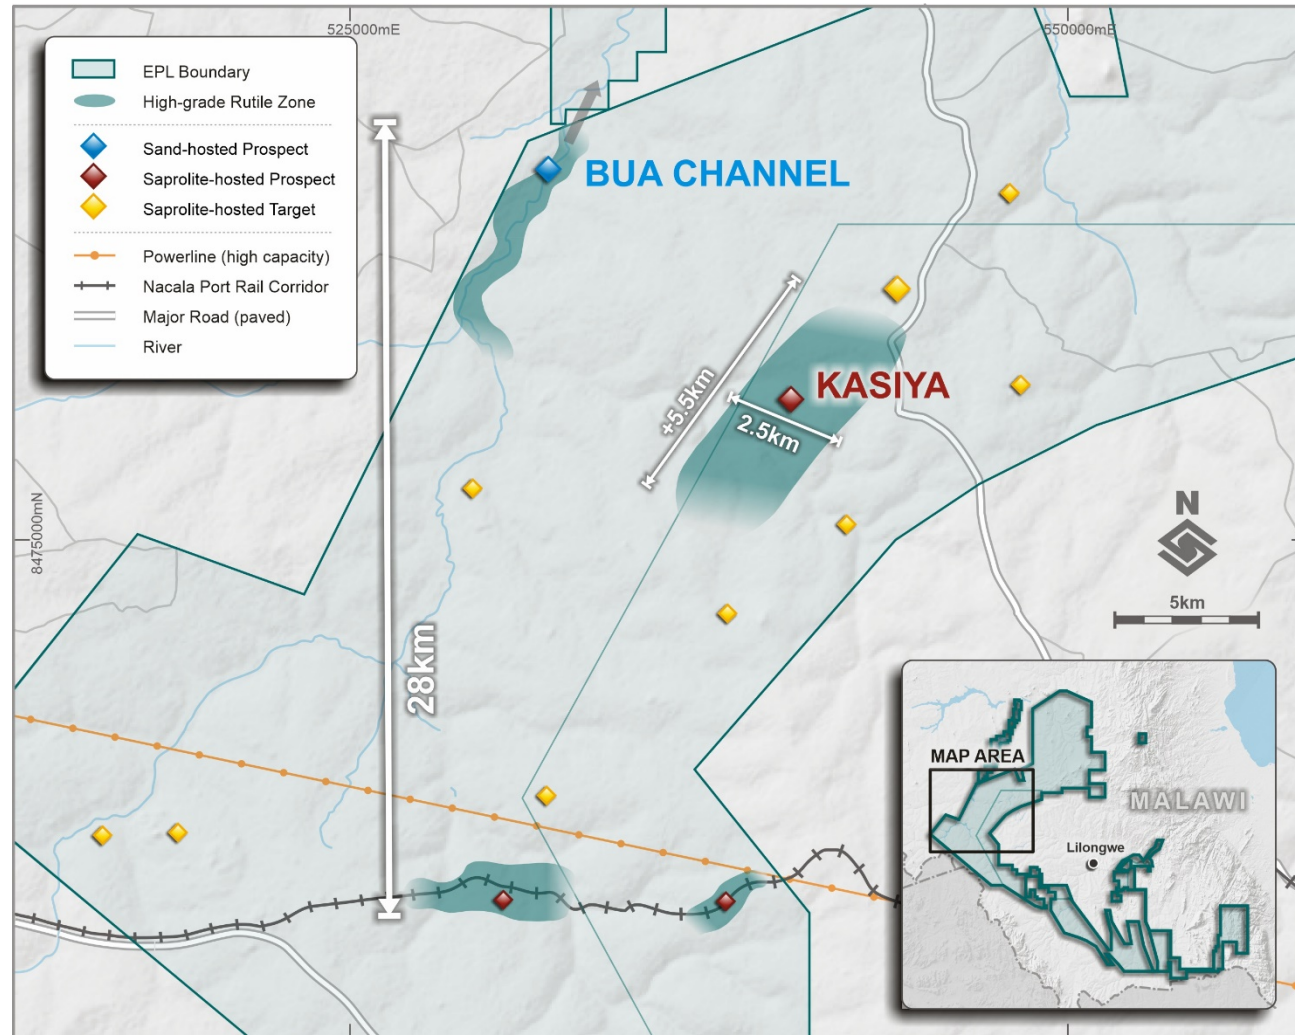 525000mE
550000mE
EPL Boundary
High-grade Rutile Zone
Sand-hosted Prospect
Saprolite-hosted Prospect
Saprolite-hosted Target
Powerline (high capacity)
Nacala Port Rail Corridor
Major Road (paved)
River
BUA CHANNEL
KASIYA
+5.5km
2.5km
8475000mN
N
5km
28km
MAP AREA
MALAWI
Lilongwe